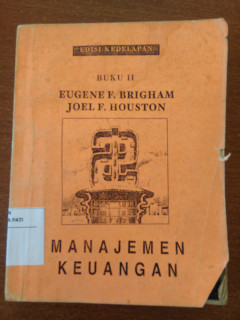 EDISI KEDELAPAN
BUKU II
EUGENE F. BRIGHAM
JOEL F. HOUSTON
MANAJEMEN
KEUANGAN